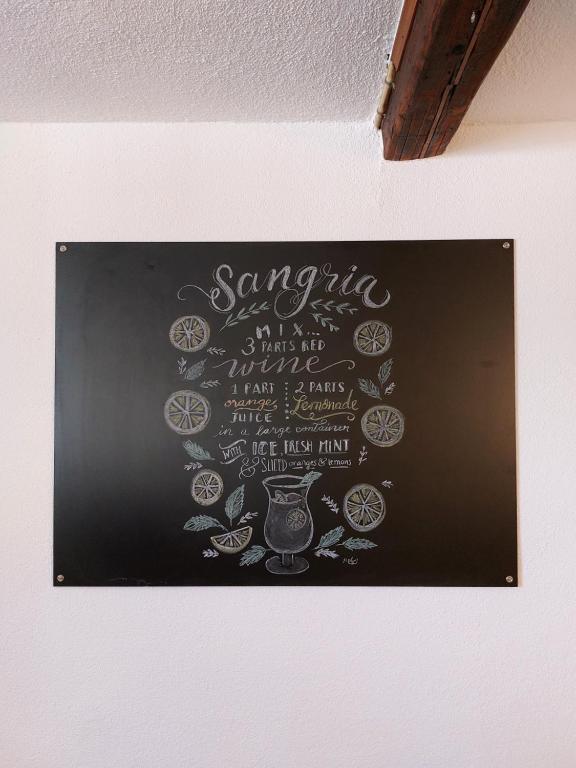 Sangria
MIX...
3 PARTS RED
wine
1 PART
orange
JUICE
2 PARTS
Lemonade
in a large container
WITH ICE, FRESH MINT
& SLICED oranges & lemons